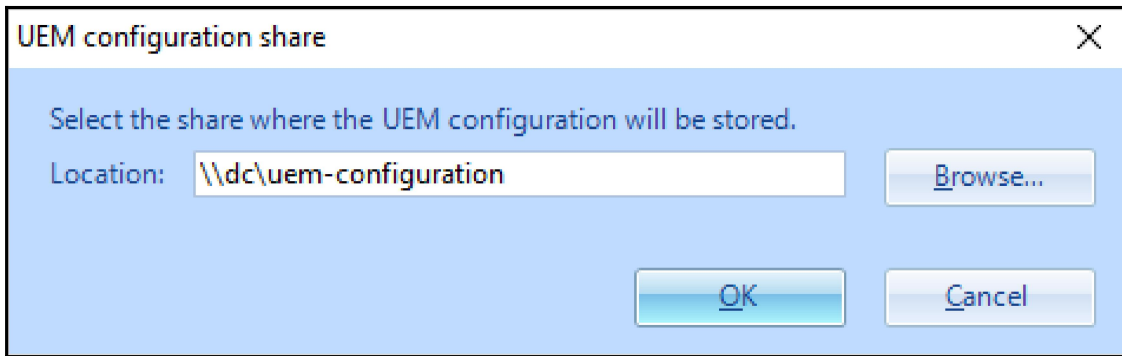 UEM configuration share
Select the share where the UEM configuration will be stored.
Location: \\dc\uem-configuration Browse...
OK Cancel